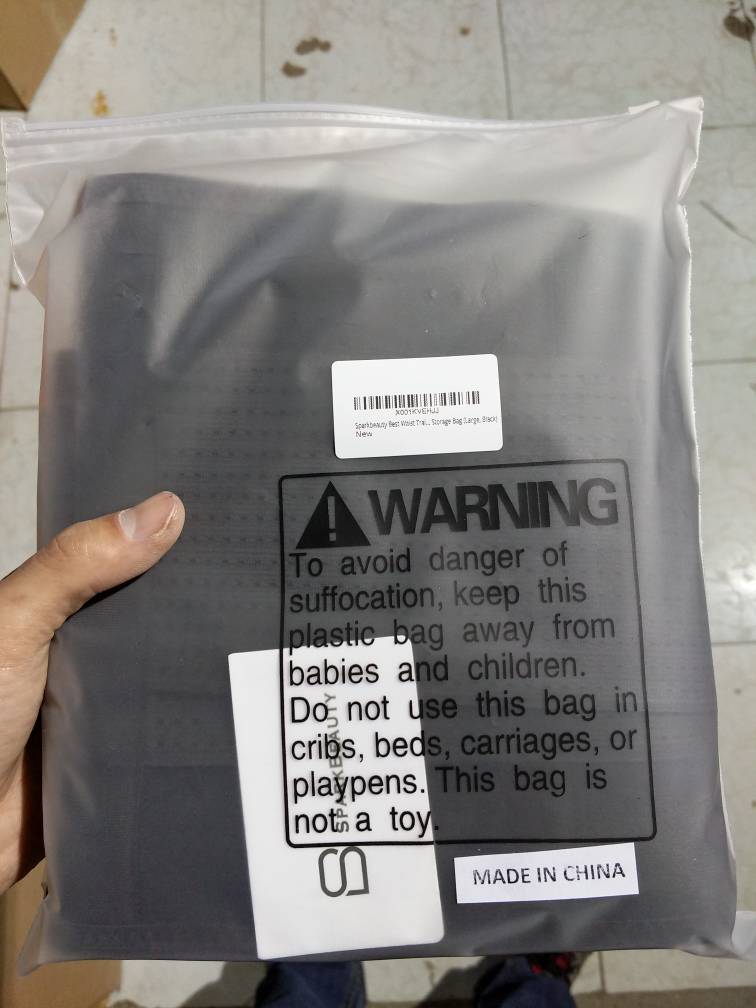 X001KVEHJJ
Sparkbeauty Best Waist Trai... Storage Bag (Large, Black)
New
WARNING
To avoid danger of
suffocation, keep this
plastic bag away from
babies and children.
Do not use this bag in
cribs, beds, carriages, or
playpens. This bag is
not a toy.
SPARKBEAUTY
MADE IN CHINA